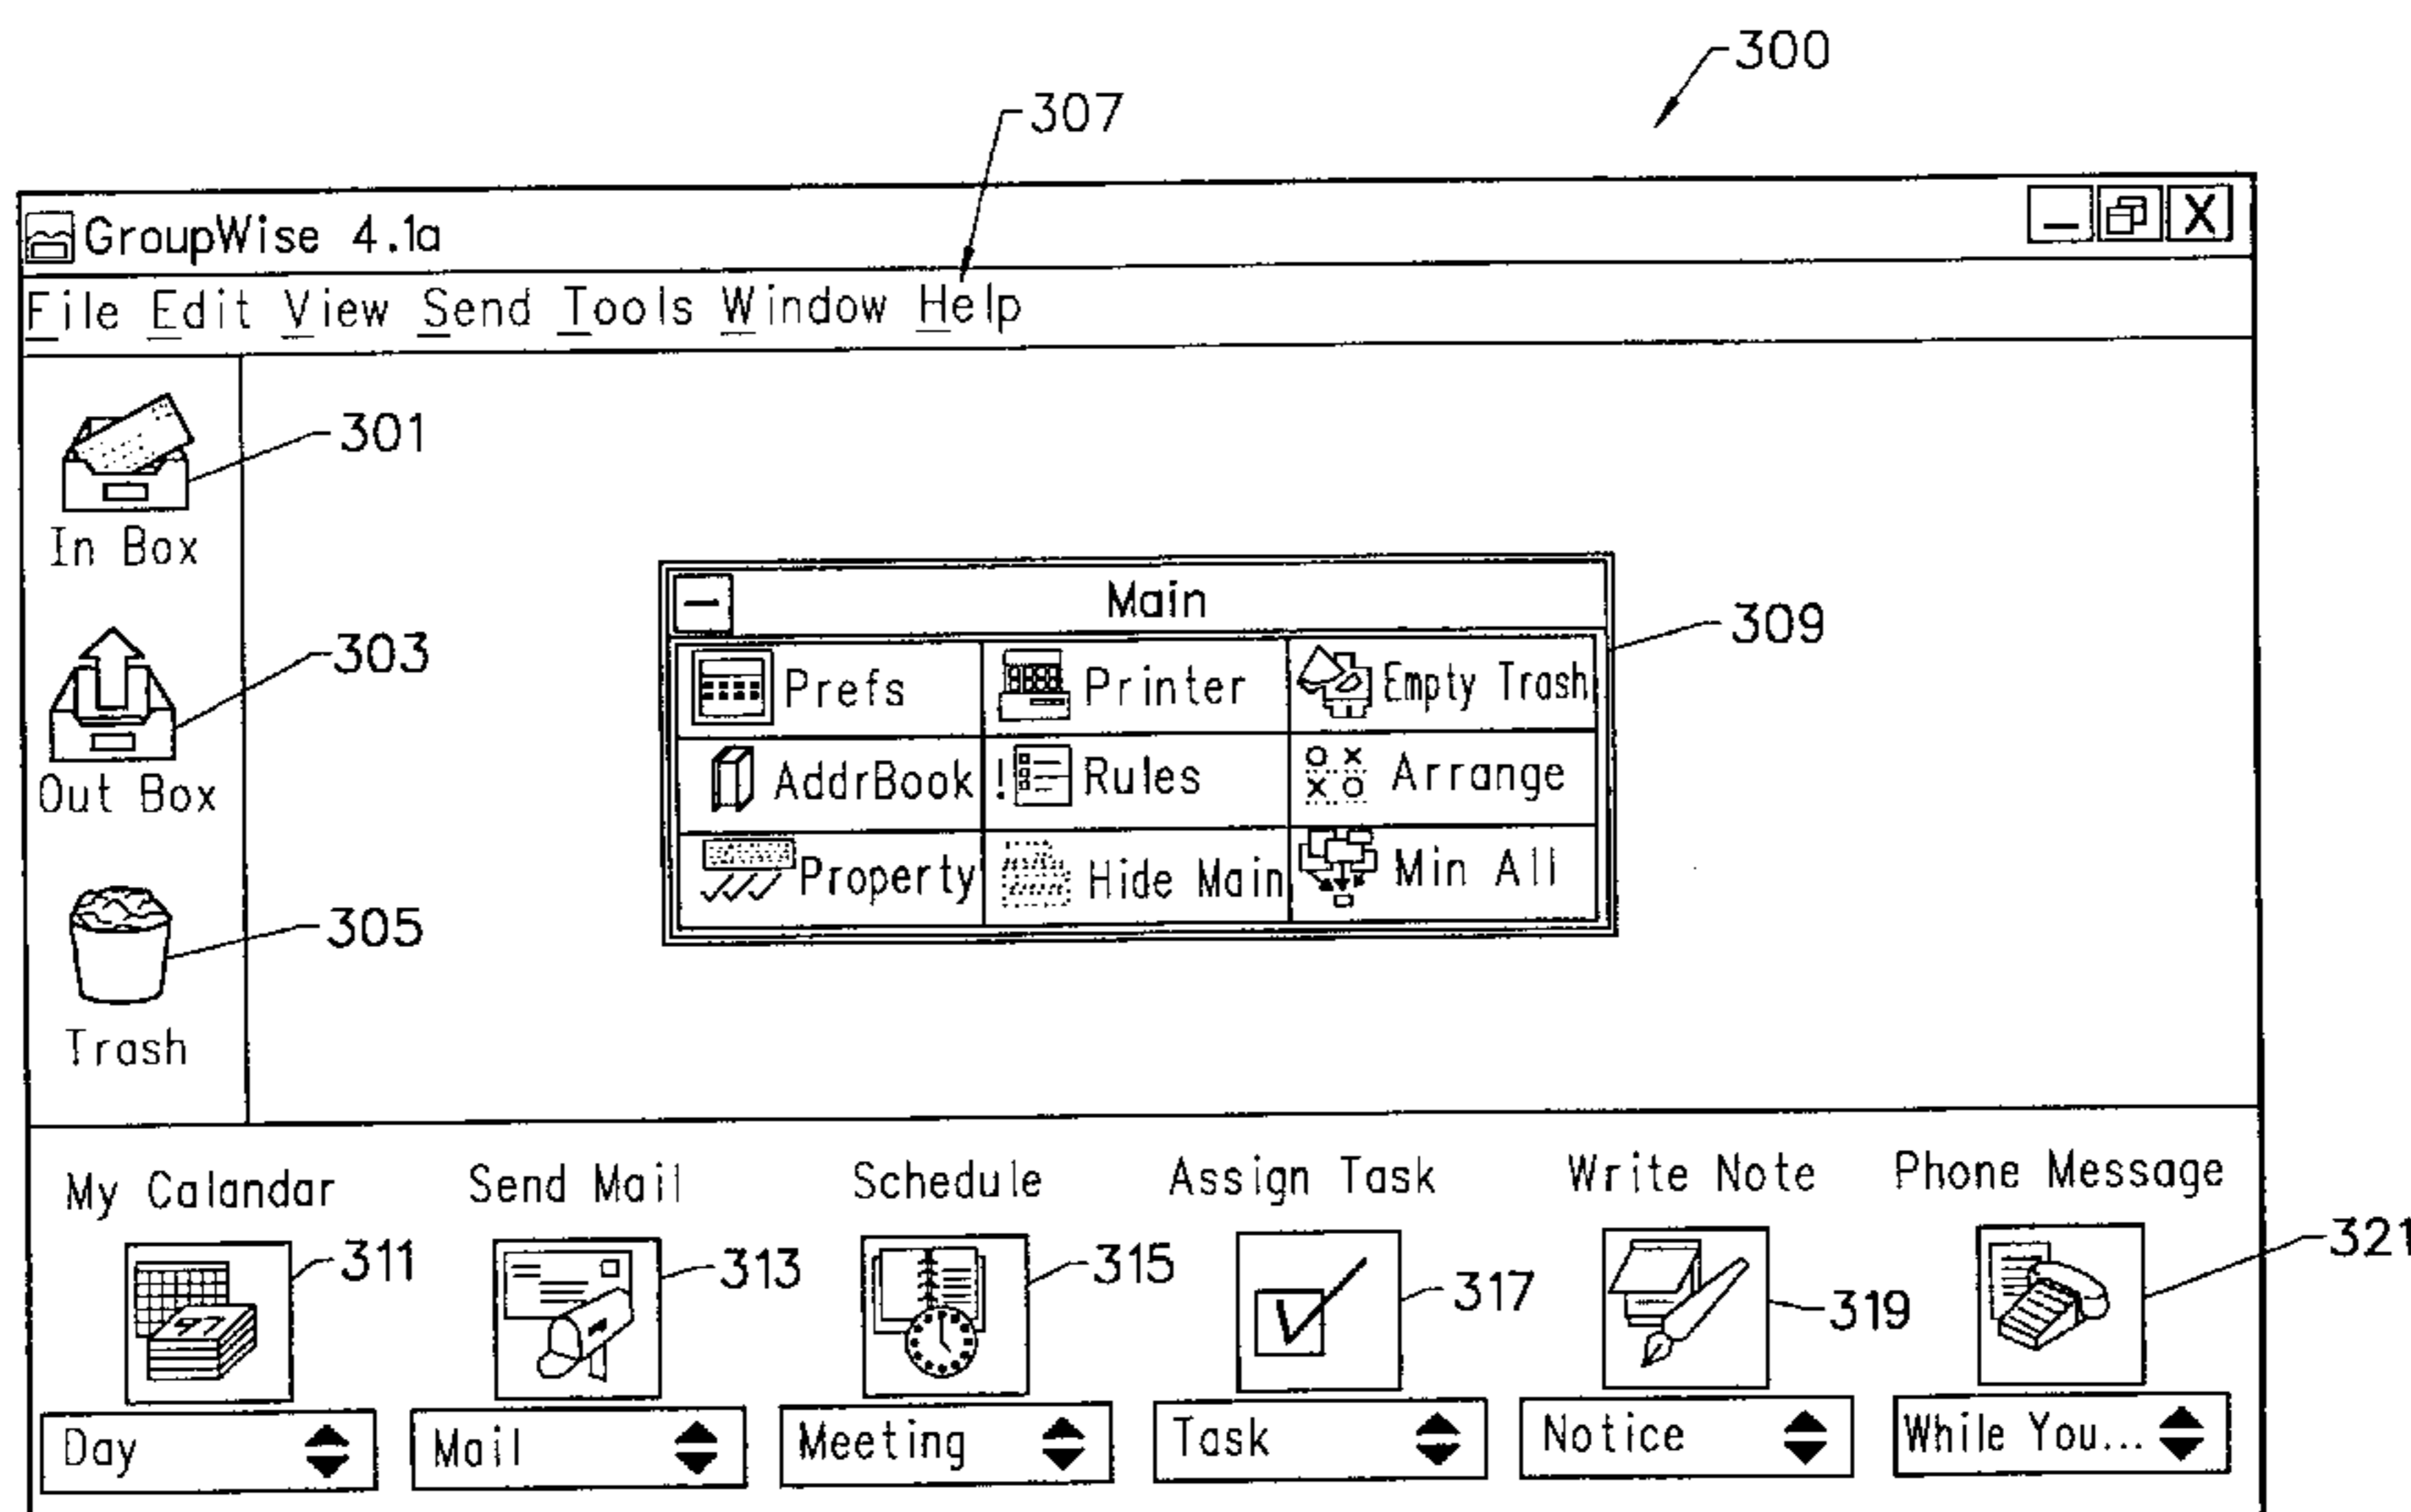 300
307
GroupWise 4.1a
File Edit View Send Tools Window Help
301
In Box
Main
309
303
Prefs Printer Empty Trash
AddrBook ! Rules Arrange
Out Box
Property Hide Main Min All
305
Trash
My Calandar Send Mail Schedule Assign Task Write Note Phone Message
311 313 315 317 319 321
97
Day Mail Meeting Task Notice While You...